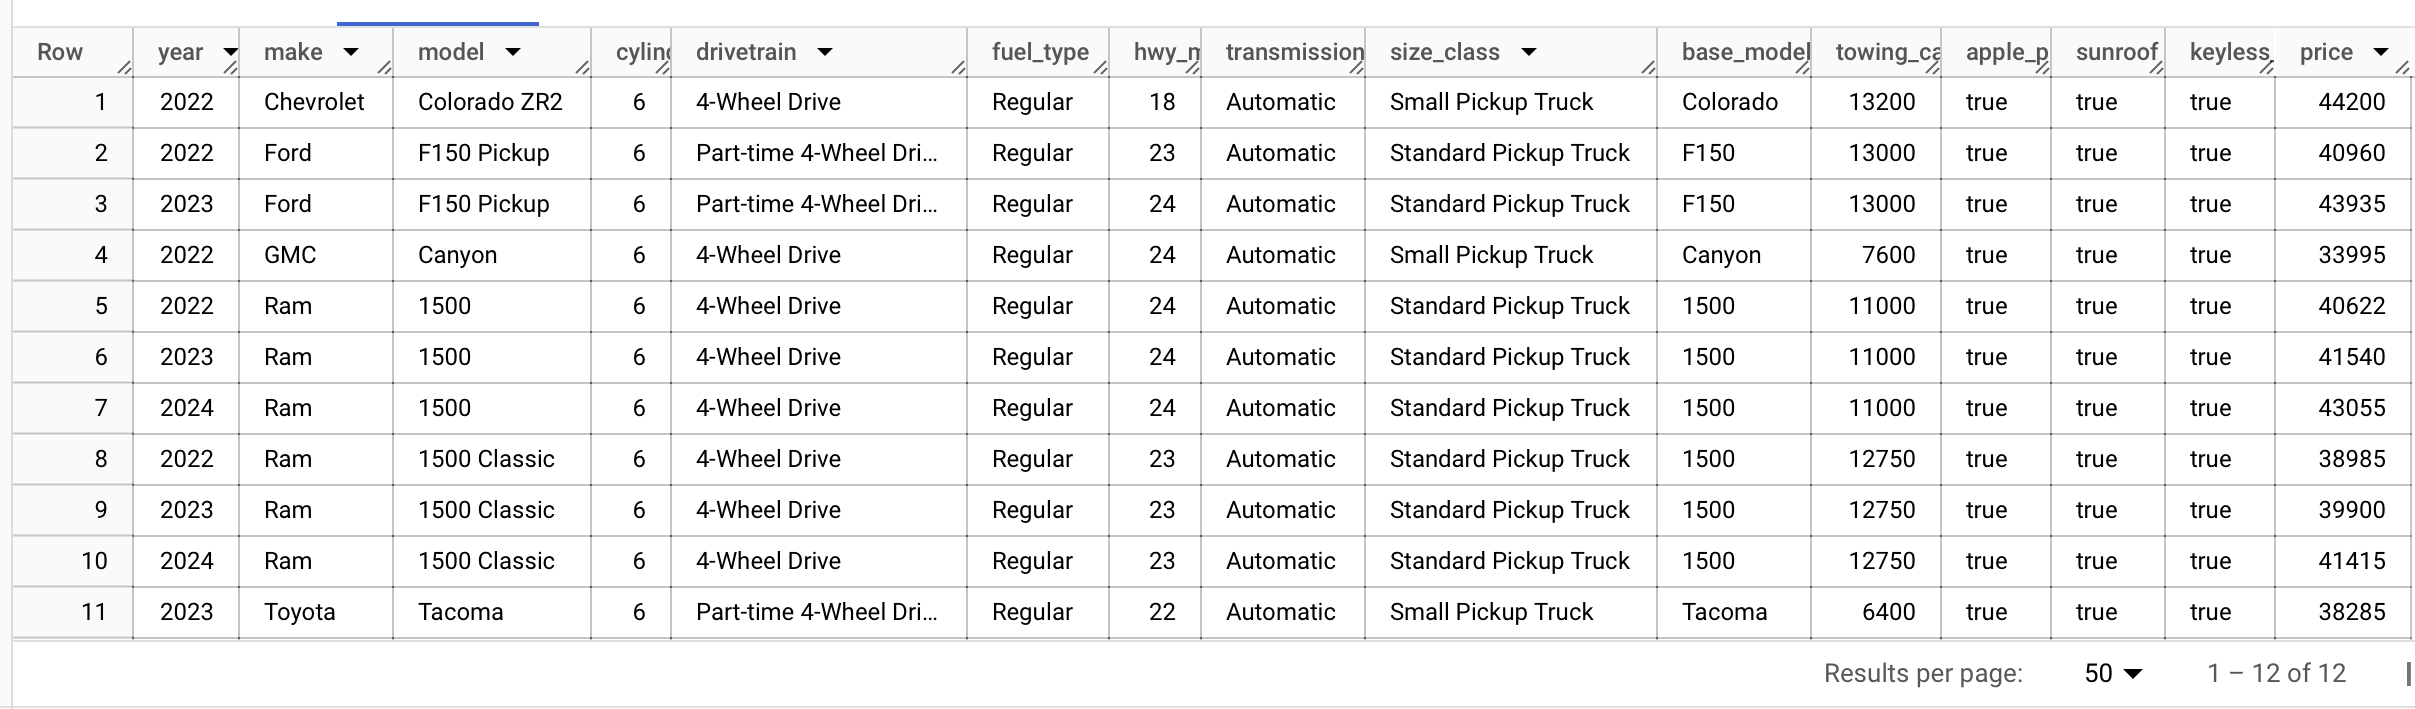 Row year make model cylin drivetrain fuel_type hwy_m transmission size_class base_model towing_ca apple_p sunroof keyless_ price
1 2022 Chevrolet Colorado ZR2 6 4-Wheel Drive Regular 18 Automatic Small Pickup Truck Colorado 13200 true true true 44200
2 2022 Ford F150 Pickup 6 Part-time 4-Wheel Dri... Regular 23 Automatic Standard Pickup Truck F150 13000 true true true 40960
3 2023 Ford F150 Pickup 6 Part-time 4-Wheel Dri... Regular 24 Automatic Standard Pickup Truck F150 13000 true true true 43935
4 2022 GMC Canyon 6 4-Wheel Drive Regular 24 Automatic Small Pickup Truck Canyon 7600 true true true 33995
5 2022 Ram 1500 6 4-Wheel Drive Regular 24 Automatic Standard Pickup Truck 1500 11000 true true true 40622
6 2023 Ram 1500 6 4-Wheel Drive Regular 24 Automatic Standard Pickup Truck 1500 11000 true true true 41540
7 2024 Ram 1500 6 4-Wheel Drive Regular 24 Automatic Standard Pickup Truck 1500 11000 true true true 43055
8 2022 Ram 1500 Classic 6 4-Wheel Drive Regular 23 Automatic Standard Pickup Truck 1500 12750 true true true 38985
9 2023 Ram 1500 Classic 6 4-Wheel Drive Regular 23 Automatic Standard Pickup Truck 1500 12750 true true true 39900
10 2024 Ram 1500 Classic 6 4-Wheel Drive Regular 23 Automatic Standard Pickup Truck 1500 12750 true true true 41415
11 2023 Toyota Tacoma 6 Part-time 4-Wheel Dri... Regular 22 Automatic Small Pickup Truck Tacoma 6400 true true true 38285
Results per page: 50 1 – 12 of 12